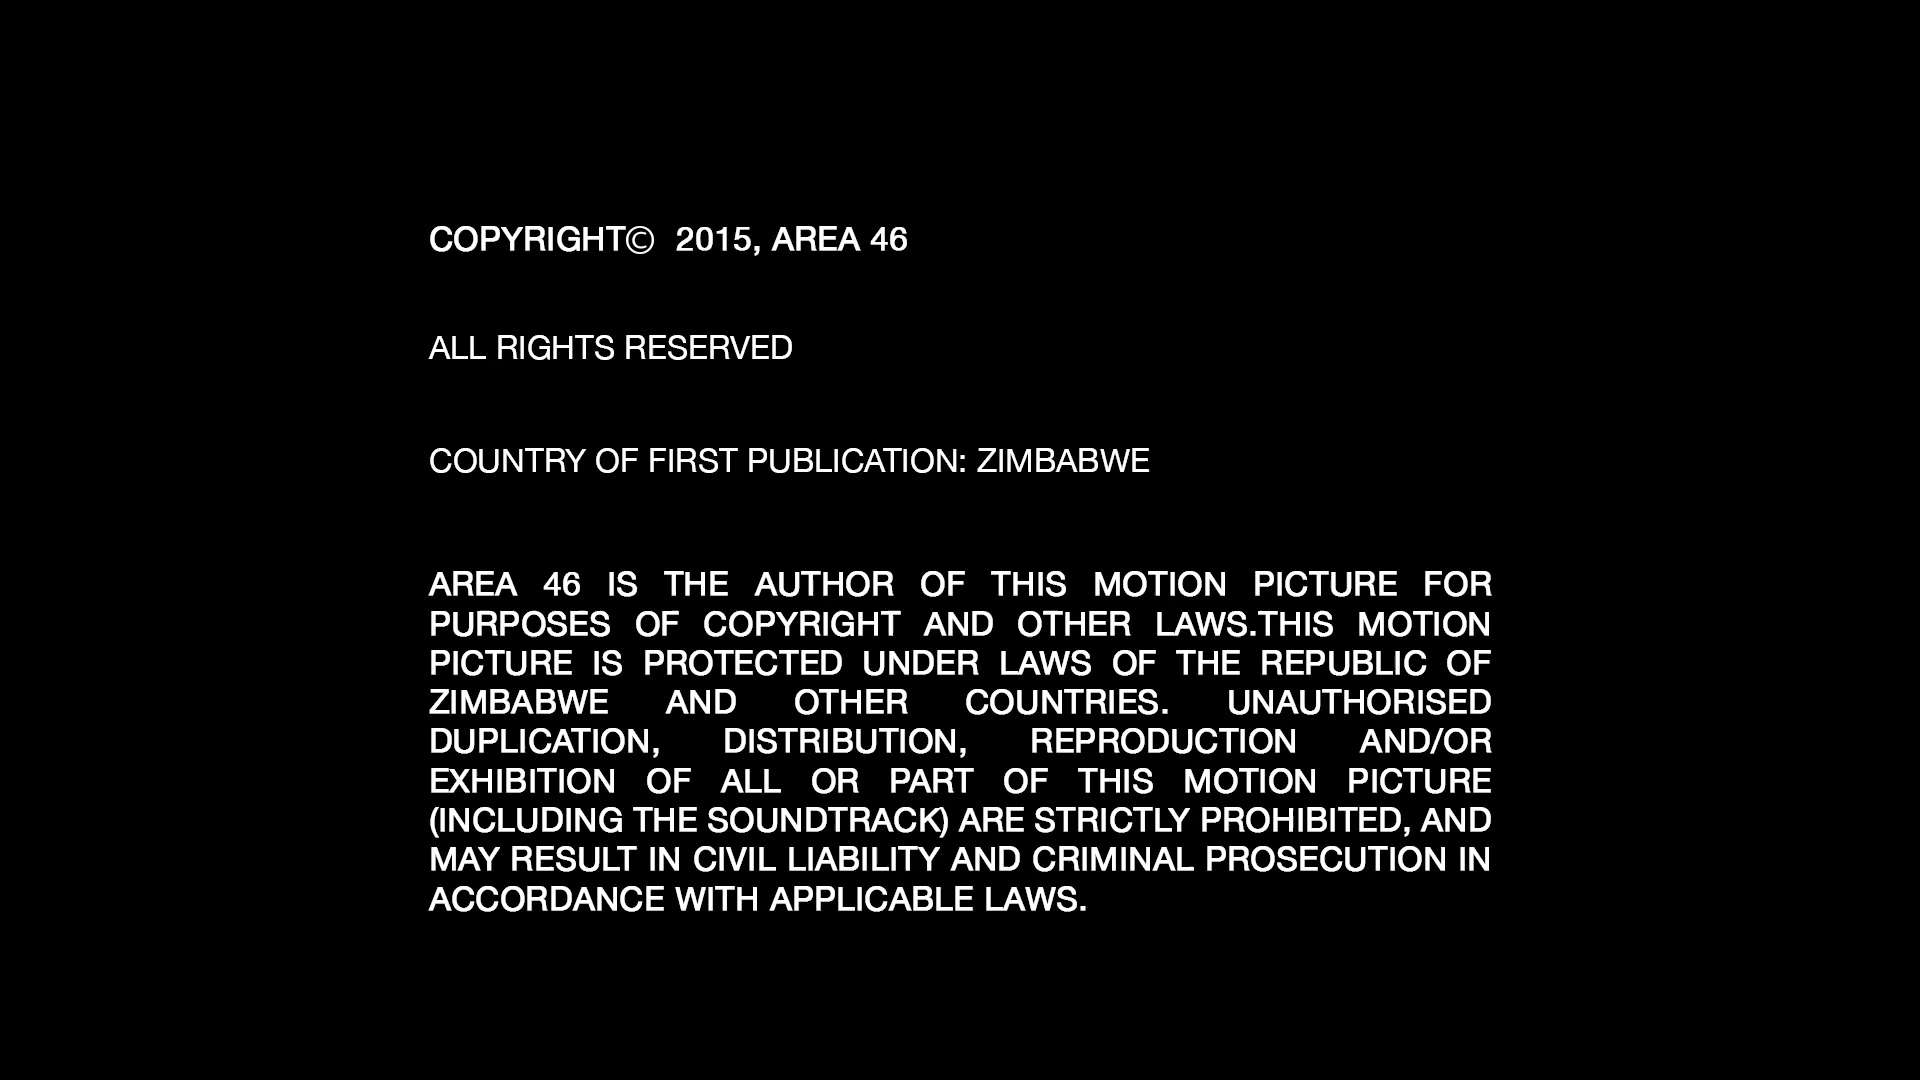 COPYRIGHT© 2015, AREA 46
ALL RIGHTS RESERVED
COUNTRY OF FIRST PUBLICATION: ZIMBABWE
AREA 46 IS THE AUTHOR OF THIS MOTION PICTURE FOR
PURPOSES OF COPYRIGHT AND OTHER LAWS.THIS MOTION
PICTURE IS PROTECTED UNDER LAWS OF THE REPUBLIC OF
ZIMBABWE AND OTHER COUNTRIES. UNAUTHORISED
DUPLICATION, DISTRIBUTION, REPRODUCTION AND/OR
EXHIBITION OF ALL OR PART OF THIS MOTION PICTURE
(INCLUDING THE SOUNDTRACK) ARE STRICTLY PROHIBITED, AND
MAY RESULT IN CIVIL LIABILITY AND CRIMINAL PROSECUTION IN
ACCORDANCE WITH APPLICABLE LAWS.